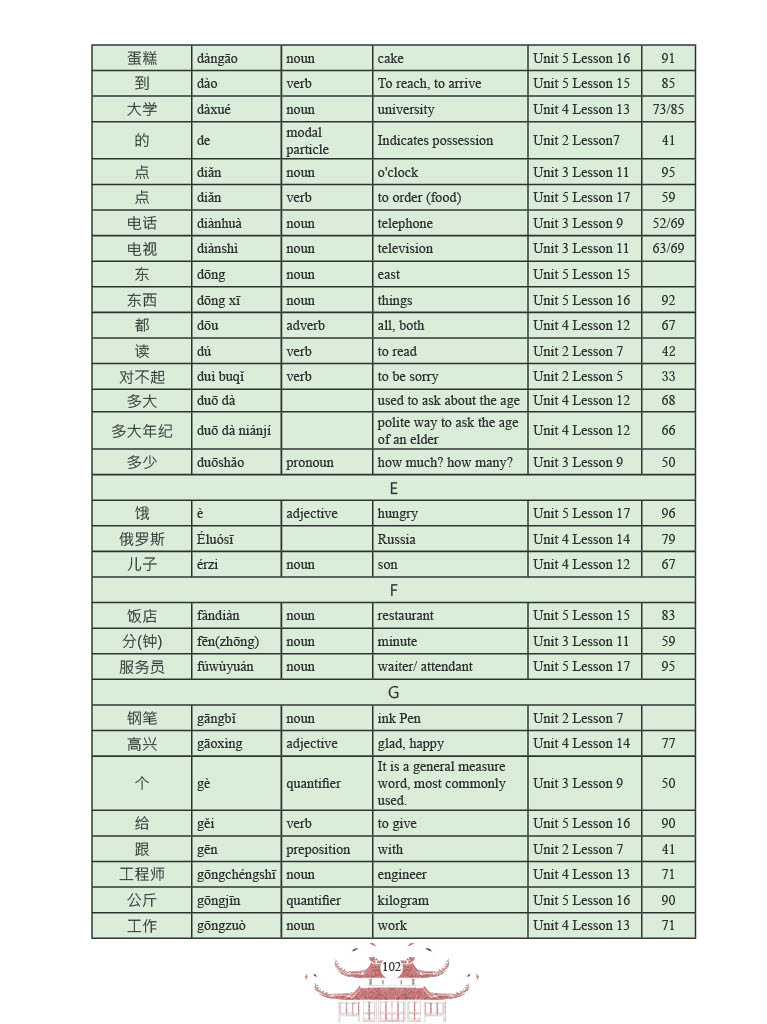 蛋糕 dàngāo noun cake Unit 5 Lesson 16 91
到 dào verb To reach, to arrive Unit 5 Lesson 15 85
大学 dàxué noun university Unit 4 Lesson 13 73/85
的 de modal particle Indicates possession Unit 2 Lesson7 41
点 diǎn noun o'clock Unit 3 Lesson 11 95
点 diǎn verb to order (food) Unit 5 Lesson 17 59
电话 diànhuà noun telephone Unit 3 Lesson 9 52/69
电视 diànshì noun television Unit 3 Lesson 11 63/69
东 dōng noun east Unit 5 Lesson 15
东西 dōng xī noun things Unit 5 Lesson 16 92
都 dōu adverb all, both Unit 4 Lesson 12 67
读 dú verb to read Unit 2 Lesson 7 42
对不起 duì buqǐ verb to be sorry Unit 2 Lesson 5 33
多大 duō dà used to ask about the age Unit 4 Lesson 12 68
多大年纪 duō dà niánjí polite way to ask the age of an elder Unit 4 Lesson 12 66
多少 duōshǎo pronoun how much? how many? Unit 3 Lesson 9 50
E
饿 è adjective hungry Unit 5 Lesson 17 96
俄罗斯 Éluósī Russia Unit 4 Lesson 14 79
儿子 érzi noun son Unit 4 Lesson 12 67
F
饭店 fàndiàn noun restaurant Unit 5 Lesson 15 83
分(钟) fēn(zhōng) noun minute Unit 3 Lesson 11 59
服务员 fúwùyuán noun waiter/ attendant Unit 5 Lesson 17 95
G
钢笔 gāngbǐ noun ink Pen Unit 2 Lesson 7
高兴 gāoxìng adjective glad, happy Unit 4 Lesson 14 77
个 gè quantifier It is a general measure word, most commonly used. Unit 3 Lesson 9 50
给 gěi verb to give Unit 5 Lesson 16 90
跟 gēn preposition with Unit 2 Lesson 7 41
工程师 gōngchéngshī noun engineer Unit 4 Lesson 13 71
公斤 gōngjīn quantifier kilogram Unit 5 Lesson 16 90
工作 gōngzuò noun work Unit 4 Lesson 13 71
102